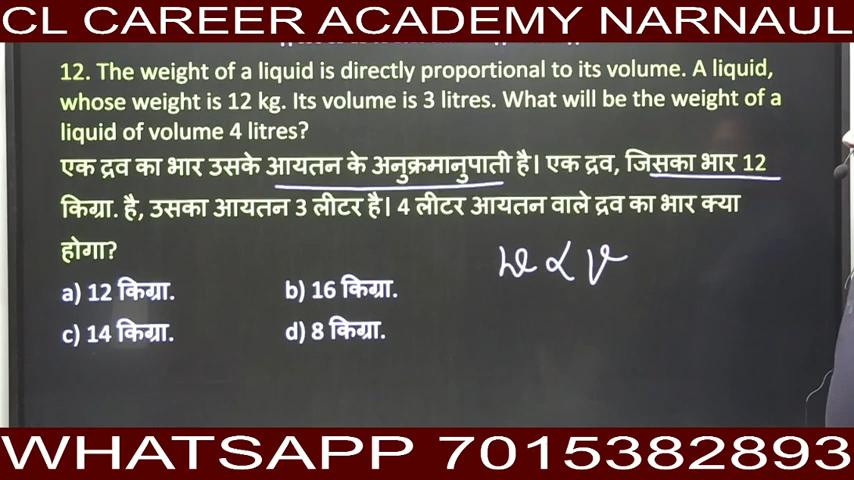 CL CAREER ACADEMY NARNAUL
12. The weight of a liquid is directly proportional to its volume. A liquid,
whose weight is 12 kg. Its volume is 3 litres. What will be the weight of a
liquid of volume 4 litres?
एक द्रव का भार उसके आयतन के अनुक्रमानुपाती है। एक द्रव, जिसका भार 12
किग्रा. है, उसका आयतन 3 लीटर है। 4 लीटर आयतन वाले द्रव का भार क्या
होगा?
W ∝ V
a) 12 किग्रा. b) 16 किग्रा.
c) 14 किग्रा. d) 8 किग्रा.
WHATSAPP 7015382893